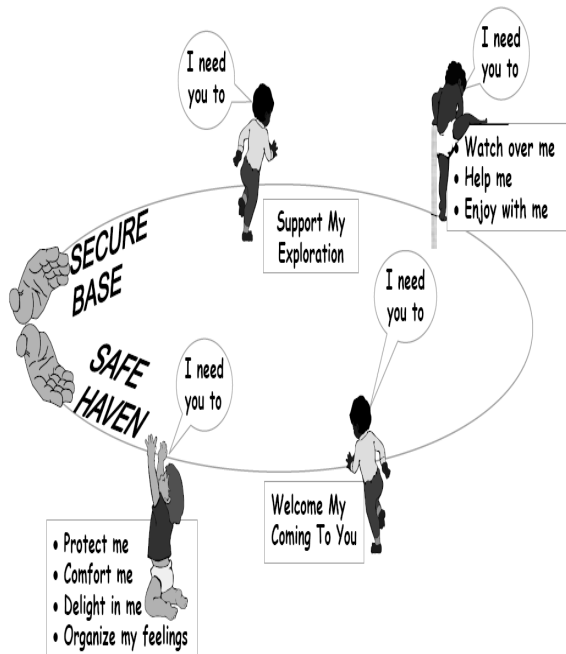 I need
you to
I need
you to
• Watch over me
• Help me
• Enjoy with me
Support My
Exploration
SECURE
BASE
I need
you to
SAFE
HAVEN
I need
you to
Welcome My
Coming To You
• Protect me
• Comfort me
• Delight in me
• Organize my feelings